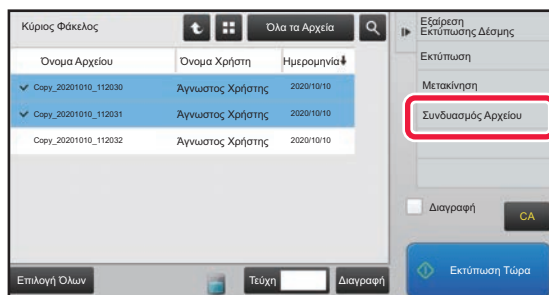 Κύριος Φάκελος
Όλα τα Αρχεία
Όνομα Αρχείου Όνομα Χρήστη Ημερομηνία
Copy_20201010_112030 Άγνωστος Χρήστης 2020/10/10
Copy_20201010_112031 Άγνωστος Χρήστης 2020/10/10
Copy_20201010_112032 Άγνωστος Χρήστης 2020/10/10
Επιλογή Όλων
Τεύχη
Διαγραφή
Εξαίρεση
Εκτύπωσης Δέσμης
Εκτύπωση
Μετακίνηση
Συνδυασμός Αρχείου
Διαγραφή
CA
Εκτύπωση Τώρα